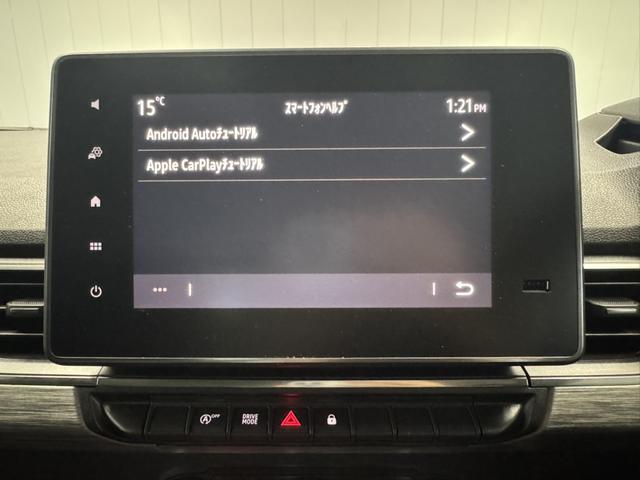 15℃ ｽﾏｰﾄﾌｫﾝﾍﾙﾌﾟ 1:21 PM
Android Autoﾁｭｰﾄﾘｱﾙ
Apple CarPlayﾁｭｰﾄﾘｱﾙ
OFF
DRIVE
MODE